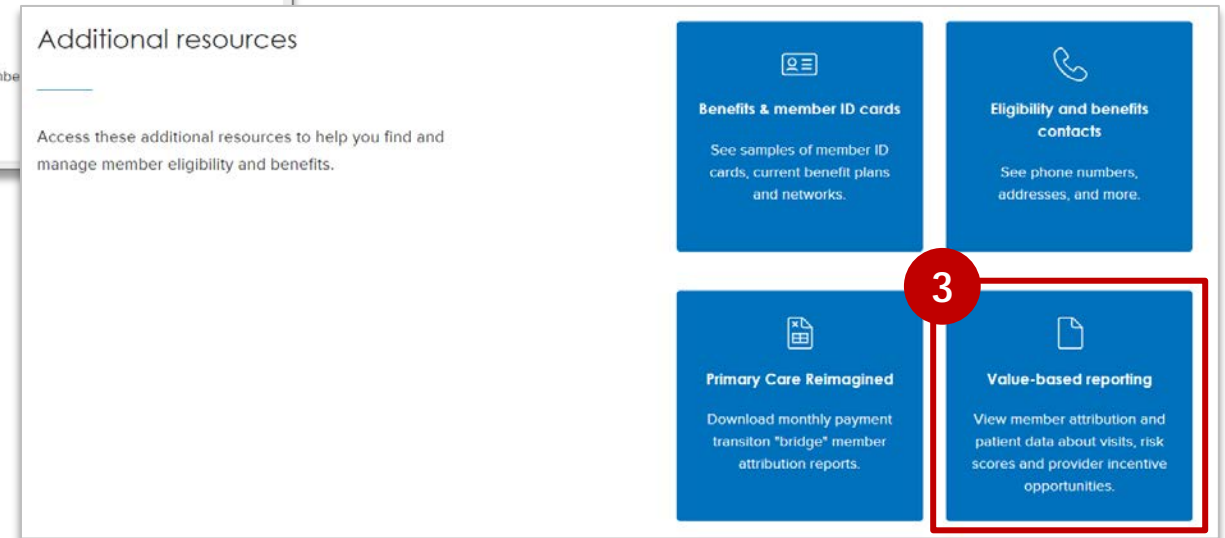 Additional resources
Access these additional resources to help you find and
manage member eligibility and benefits.
Benefits & member ID cards
See samples of member ID
cards, current benefit plans
and networks.
Eligibility and benefits
contacts
See phone numbers,
addresses, and more.
3
Primary Care Reimagined
Download monthly payment
transiton "bridge" member
attribution reports.
Value-based reporting
View member attribution and
patient data about visits, risk
scores and provider incentive
opportunities.